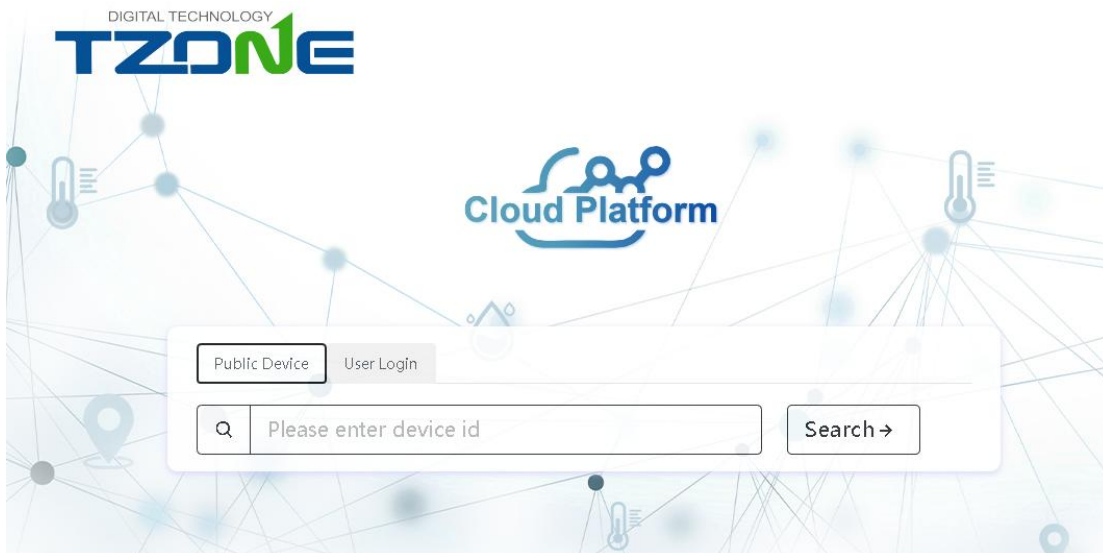 DIGITAL TECHNOLOGY
TZONE
Cloud Platform
Public Device
User Login
Please enter device id
Search →